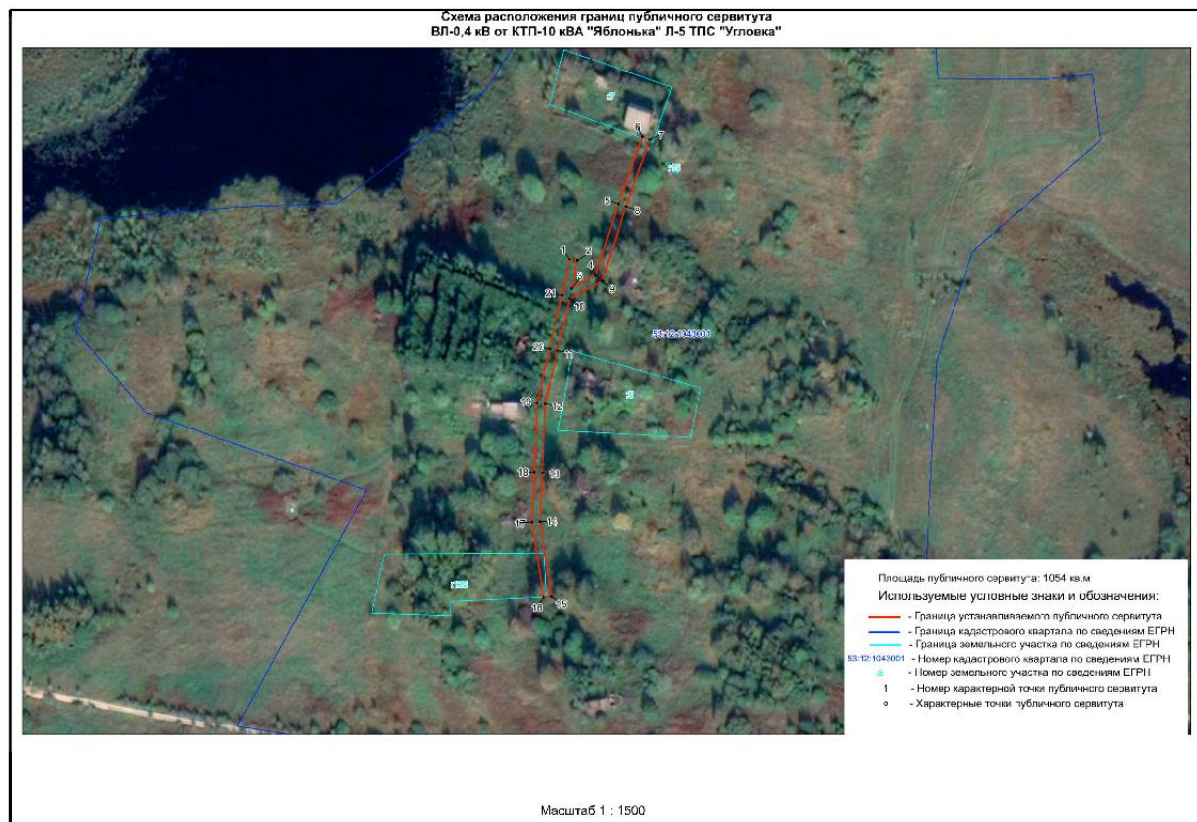 Схема расположения границ публичного сервитута
ВЛ-0,4 кВ от КТП-10 кВА "Яблонька" Л-5 ТПС "Угловка"
:7
6
7
:15
5
8
1
2
4
3
9
21
10
53:12:1043001
20
11
19
12
18
13
17
14
16
15
Площадь публичного сервитута: 1054 кв.м
Используемые условные знаки и обозначения:
- Граница устанавливаемого публичного сервитута
- Граница кадастрового квартала по сведениям ЕГРН
- Граница земельного участка по сведениям ЕГРН
53:12:1043001 - Номер кадастрового квартала по сведениям ЕГРН
- Номер земельного участка по сведениям ЕГРН
1 - Номер характерной точки публичного сервитута
- Характерные точки публичного сервитута
Масштаб 1 : 1500